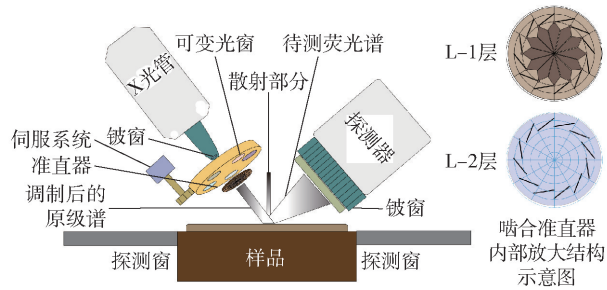 可变光窗
待测荧光谱
X光管
散射部分
L-1层
伺服系统
铍窗
探测器
准直器
L-2层
调制后的
原级谱
铍窗
啮合准直器
内部放大结构
示意图
探测窗
样品
探测窗